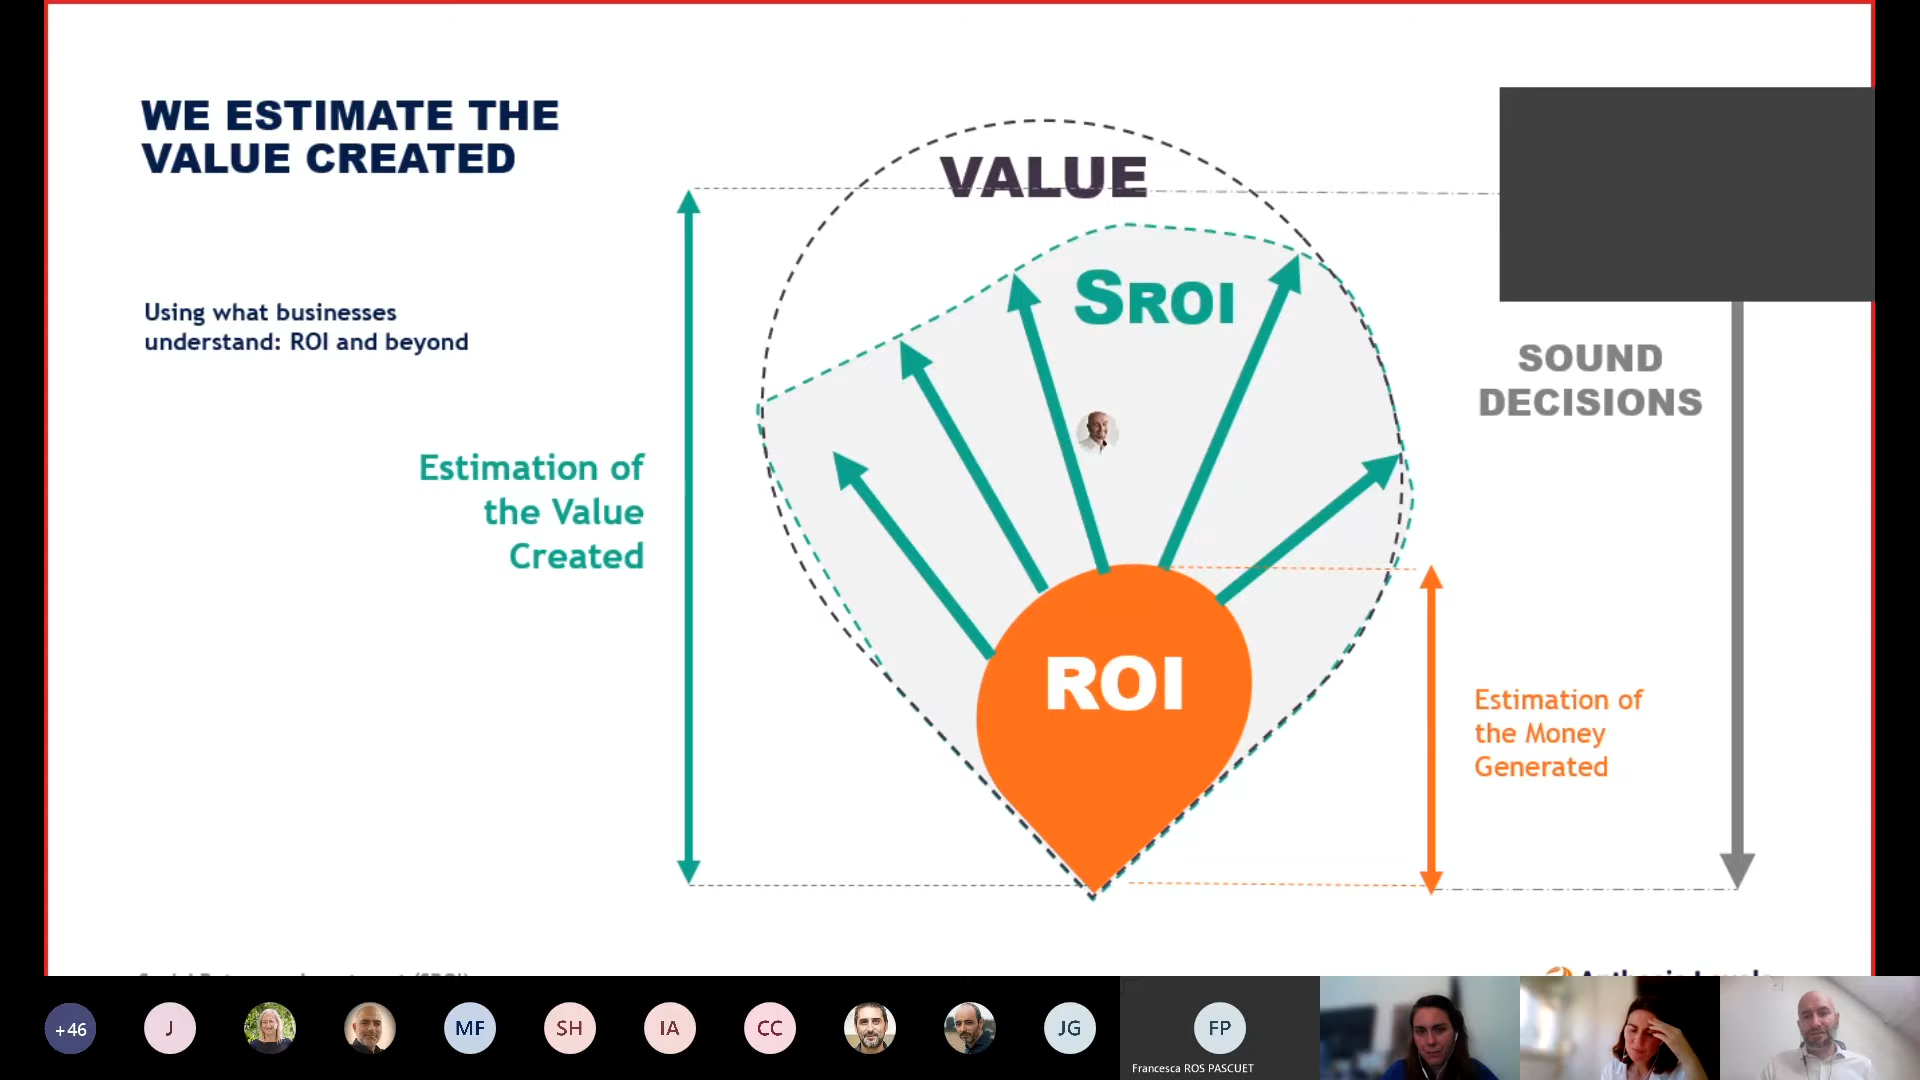 WE ESTIMATE THE
VALUE CREATED
Using what businesses
understand: ROI and beyond
VALUE
SROI
ROI
Estimation of
the Value
Created
SOUND
DECISIONS
Estimation of
the Money
Generated
+46
J
MF
SH
IA
CC
JG
FP
Francesca ROS PASCUET